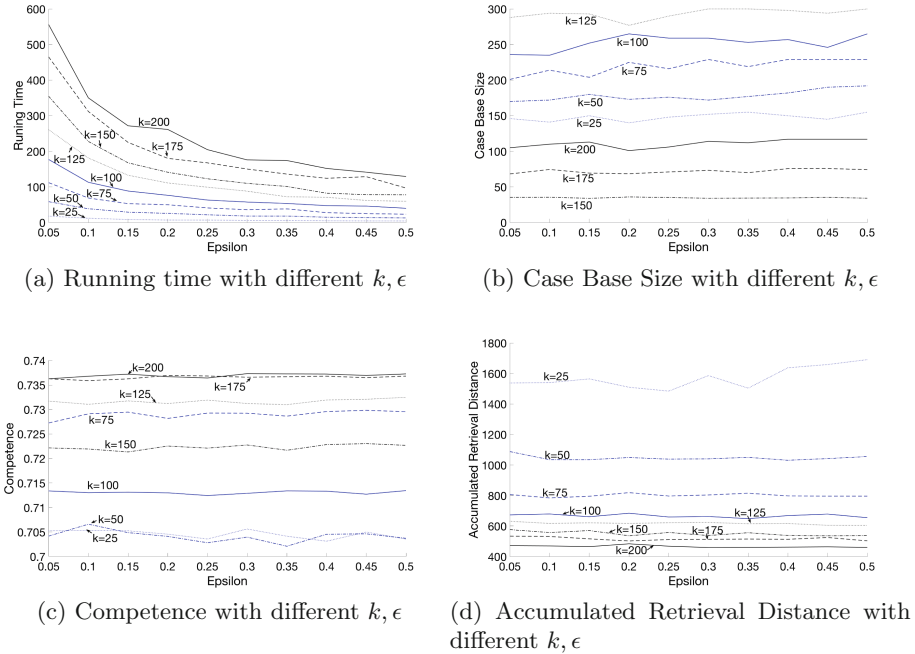 600
500
400
300
200
100
0
0.05 0.1 0.15 0.2 0.25 0.3 0.35 0.4 0.45 0.5
Runing Time
Epsilon
k=200
k=175
k=150
k=125
k=100
k=75
k=50
k=25
(a) Running time with different k, ϵ
300
250
200
150
100
50
0
0.05 0.1 0.15 0.2 0.25 0.3 0.35 0.4 0.45 0.5
Case Base Size
Epsilon
k=125
k=100
k=75
k=50
k=25
k=200
k=175
k=150
(b) Case Base Size with different k, ϵ
0.74
0.735
0.73
0.725
0.72
0.715
0.71
0.705
0.7
0.05 0.1 0.15 0.2 0.25 0.3 0.35 0.4 0.45 0.5
Competence
Epsilon
k=200
k=175
k=125
k=75
k=150
k=100
k=50
k=25
(c) Competence with different k, ϵ
1800
1600
1400
1200
1000
800
600
400
0.05 0.1 0.15 0.2 0.25 0.3 0.35 0.4 0.45 0.5
Accumulated Retrieval Distance
Epsilon
k=25
k=50
k=75
k=100
k=125
k=150
k=175
k=200
(d) Accumulated Retrieval Distance with
different k, ϵ